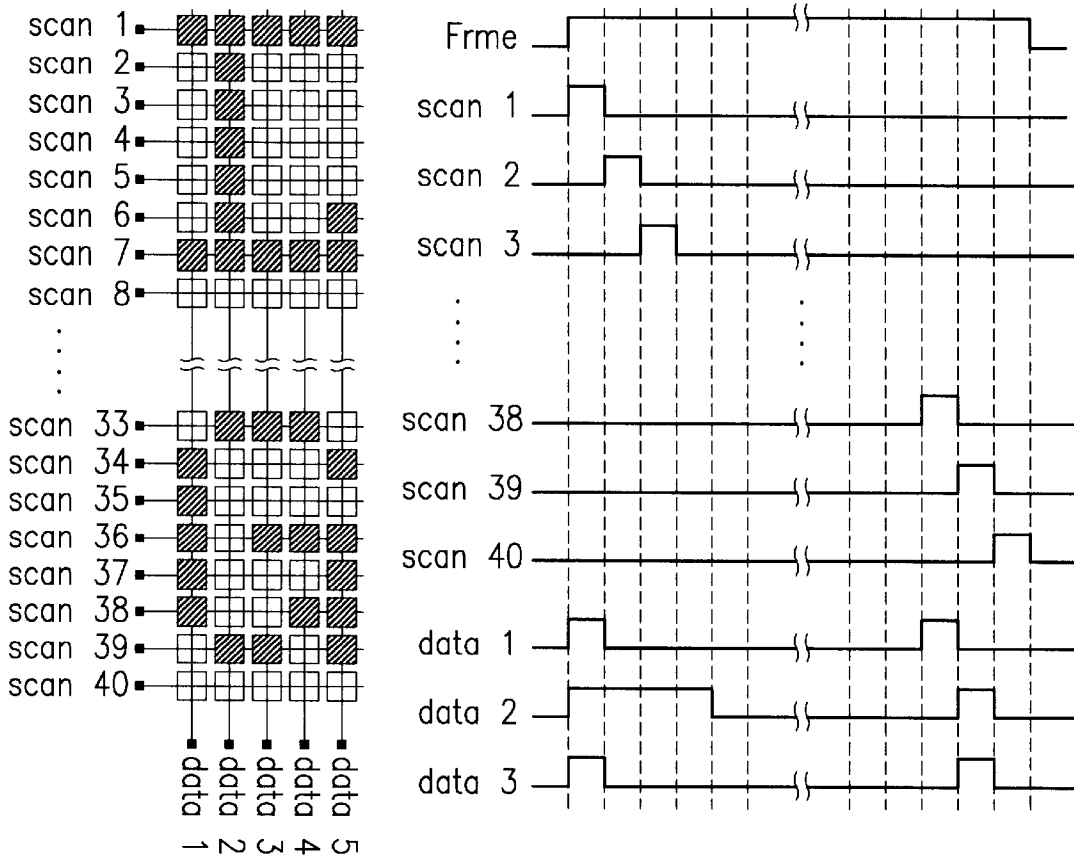 scan 1
scan 2
scan 3
scan 4
scan 5
scan 6
scan 7
scan 8
scan 33
scan 34
scan 35
scan 36
scan 37
scan 38
scan 39
scan 40
data 1
data 2
data 3
data 4
data 5
Frme
scan 1
scan 2
scan 3
scan 38
scan 39
scan 40
data 1
data 2
data 3